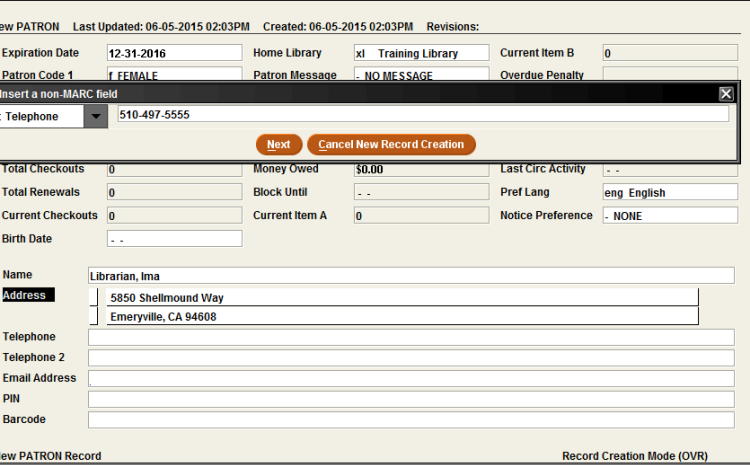 ew PATRON Last Updated: 06-05-2015 02:03PM Created: 06-05-2015 02:03PM Revisions:
Expiration Date 12-31-2016 Home Library xl Training Library Current Item B 0
Patron Code 1 f FEMALE Patron Message - NO MESSAGE Overdue Penalty
Insert a non-MARC field
t Telephone 510-497-5555
Next Cancel New Record Creation
Total Checkouts 0 Money Owed $0.00 Last Circ Activity - -
Total Renewals 0 Block Until - - Pref Lang eng English
Current Checkouts 0 Current Item A 0 Notice Preference - NONE
Birth Date - -
Name Librarian, Ima
Address 5850 Shellmound Way
Emeryville, CA 94608
Telephone
Telephone 2
Email Address
PIN
Barcode
ew PATRON Record Record Creation Mode (OVR)